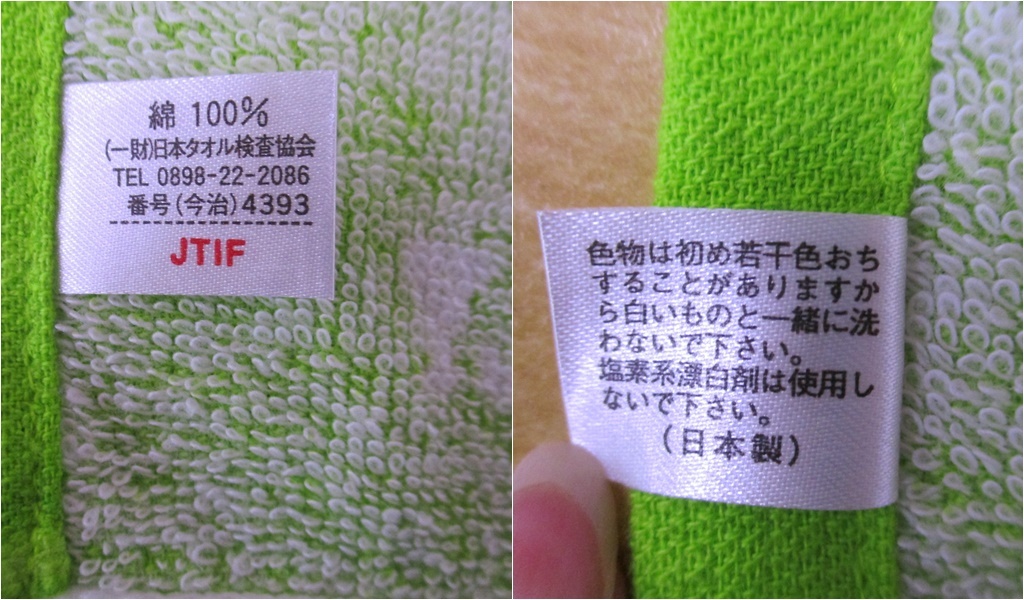 綿 100%
(一財)日本タオル検査協会
TEL 0898-22-2086
番号(今治)4393
JTIF
色物は初め若干色おち
することがありますか
ら白いものと一緒に洗
わないで下さい。
塩素系漂白剤は使用し
ないで下さい。
(日本製)